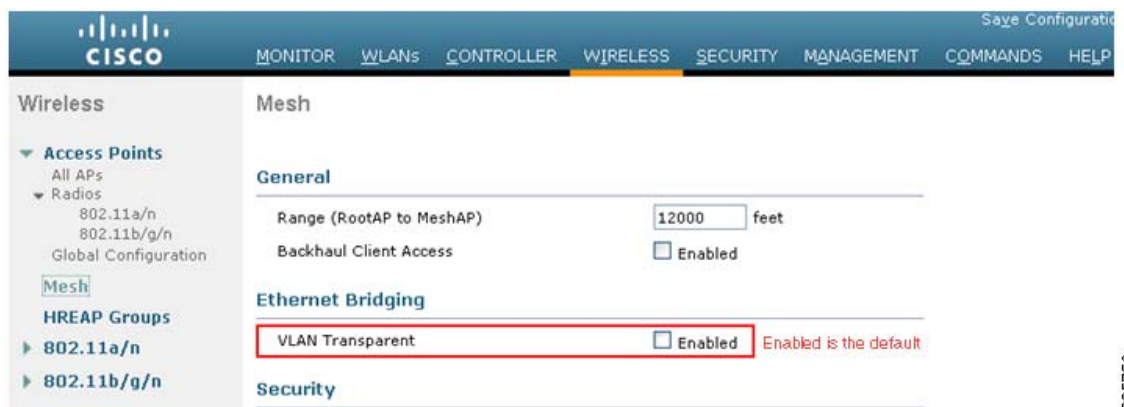 Save Configuratio
CISCO
MONITOR WLANs CONTROLLER WIRELESS SECURITY MANAGEMENT COMMANDS HELP
Wireless
Access Points
All APs
Radios
802.11a/n
802.11b/g/n
Global Configuration
Mesh
HREAP Groups
802.11a/n
802.11b/g/n
Mesh
General
Range (RootAP to MeshAP) 12000 feet
Backhaul Client Access Enabled
Ethernet Bridging
VLAN Transparent Enabled Enabled is the default
Security